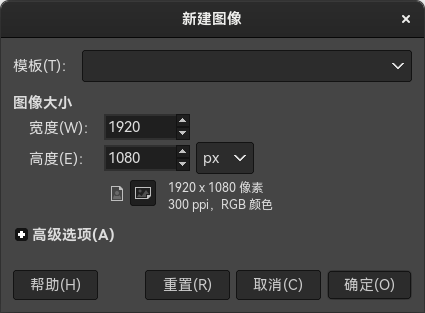 新建图像
模板(T):
图像大小
宽度(W): 1920
高度(E): 1080 px
1920 x 1080 像素
300 ppi，RGB 颜色
高级选项(A)
帮助(H) 重置(R) 取消(C) 确定(O)